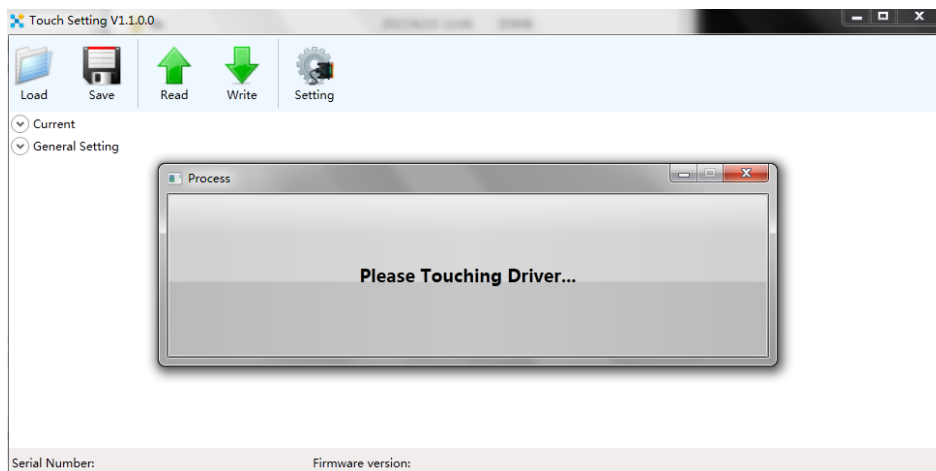 Touch Setting V1.1.0.0
Load Save Read Write Setting
Current
General Setting
Process
Please Touching Driver...
Serial Number: Firmware version: